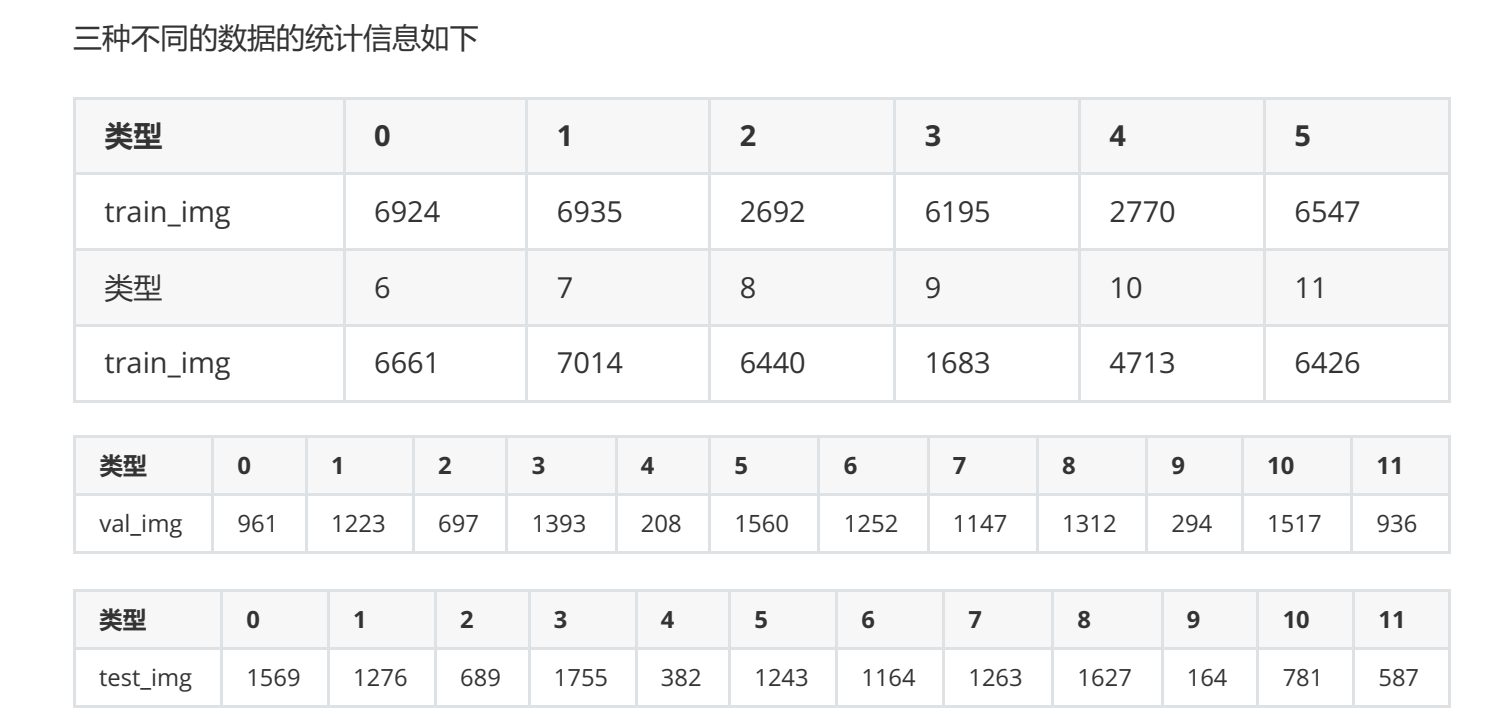 三种不同的数据的统计信息如下
类型 0 1 2 3 4 5
train_img 6924 6935 2692 6195 2770 6547
类型 6 7 8 9 10 11
train_img 6661 7014 6440 1683 4713 6426
类型 0 1 2 3 4 5 6 7 8 9 10 11
val_img 961 1223 697 1393 208 1560 1252 1147 1312 294 1517 936
类型 0 1 2 3 4 5 6 7 8 9 10 11
test_img 1569 1276 689 1755 382 1243 1164 1263 1627 164 781 587